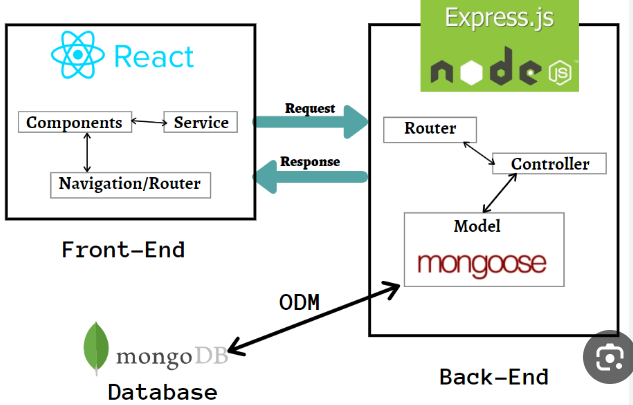 React
Components
Service
Navigation/Router
Front-End
Request
Response
Express.js
node
JS
Router
Controller
Model
mongoose
Back-End
ODM
mongoDB
Database